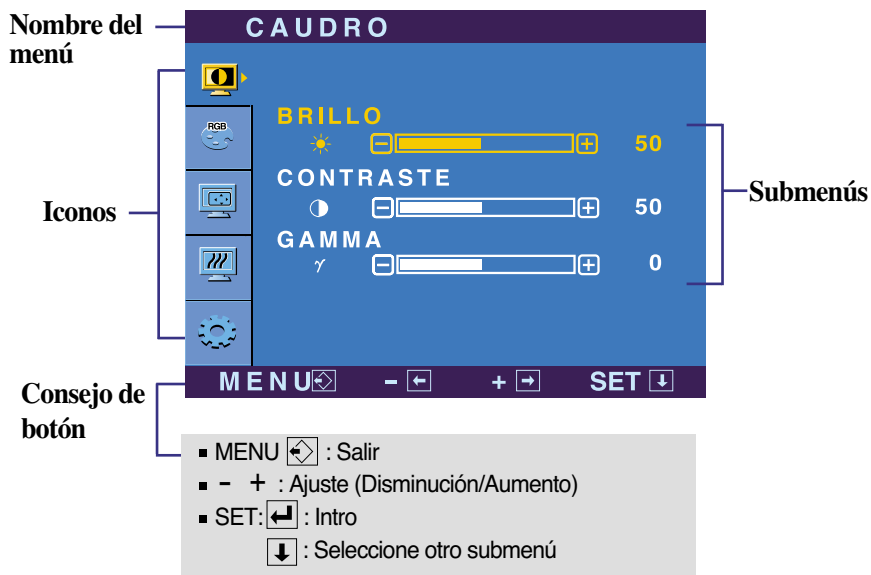 Nombre del
menú
CAUDRO
RGB
BRILLO
50
CONTRASTE
50
GAMMA
γ
0
Iconos
Submenús
MENU - + SET
Consejo de
botón
MENU : Salir
- + : Ajuste (Disminución/Aumento)
SET: : Intro
: Seleccione otro submenú